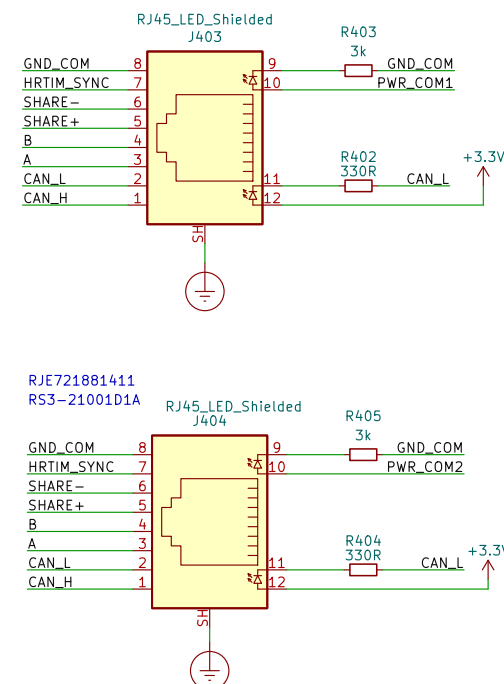 RJ45_LED_Shielded
J403
R403
3k
GND_COM 8 9 GND_COM
HRTIM_SYNC 7 10 PWR_COM1
SHARE- 6
SHARE+ 5
B 4
A 3
R402
330R
+3.3V
CAN_L 2 11 CAN_L
CAN_H 1 12
SH
RJE721881411
RS3-21001D1A
RJ45_LED_Shielded
J404
R405
3k
GND_COM 8 9 GND_COM
HRTIM_SYNC 7 10 PWR_COM2
SHARE- 6
SHARE+ 5
B 4
A 3
R404
330R
+3.3V
CAN_L 2 11 CAN_L
CAN_H 1 12
SH